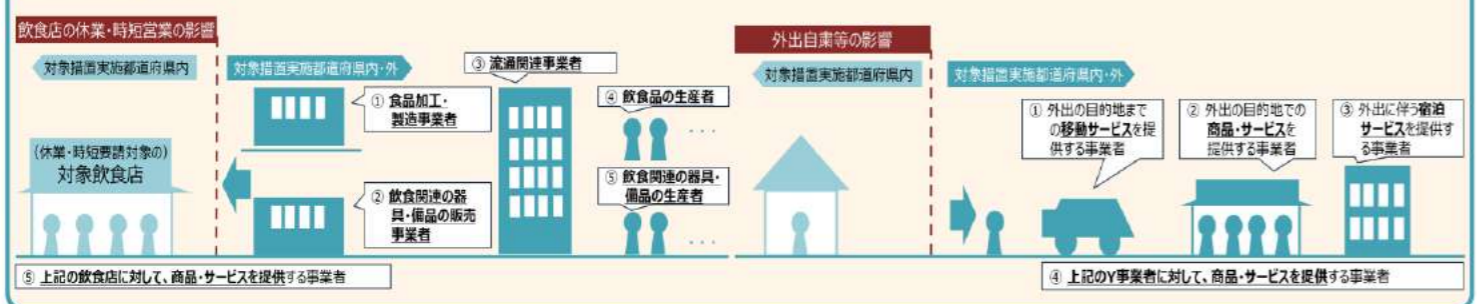 飲食店の休業・時短営業の影響
対象措置実施都道府県内
対象措置実施都道府県内・外
(休業・時短要請対象の)
対象飲食店
① 食品加工・
製造事業者
② 飲食関連の器
具・備品の販売
事業者
③ 流通関連事業者
④ 飲食品の生産者
...
⑤ 飲食関連の器具・
備品の生産者
...
⑤ 上記の飲食店に対して、商品・サービスを提供する事業者
外出自粛等の影響
対象措置実施都道府県内
対象措置実施都道府県内・外
① 外出の目的地まで
の移動サービスを提
供する事業者
② 外出の目的地での
商品・サービスを
提供する事業者
③ 外出に伴う宿泊
サービスを提供す
る事業者
④ 上記のY事業者に対して、商品・サービスを提供する事業者